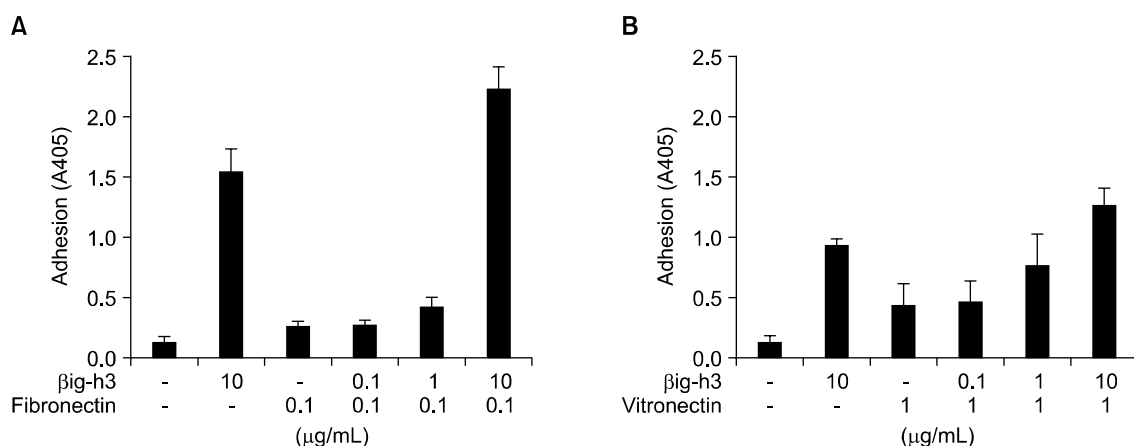 A
2.5
2.0
1.5
1.0
0.5
0.0
Adhesion (A405)
βig-h3 - 10 - 0.1 1 10
Fibronectin - - 0.1 0.1 0.1 0.1
(μg/mL)
B
2.5
2.0
1.5
1.0
0.5
0.0
Adhesion (A405)
βig-h3 - 10 - 0.1 1 10
Vitronectin - - 1 1 1 1
(μg/mL)